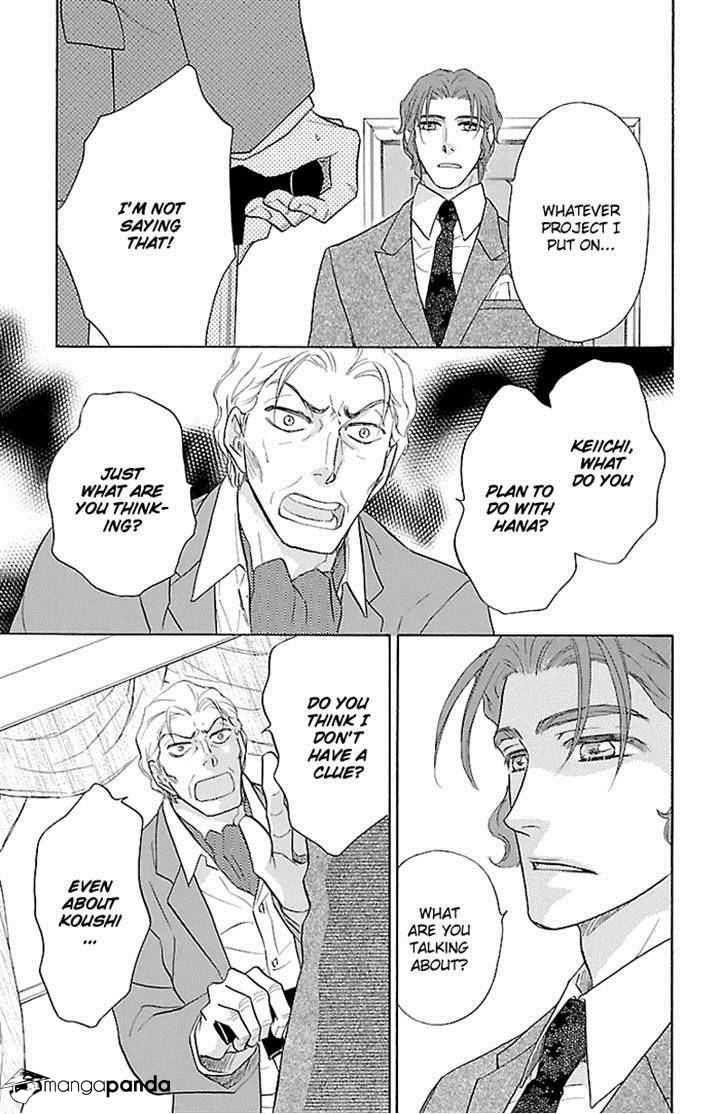 WHATEVER
PROJECT I
PUT ON...
I'M NOT
SAYING
THAT!
KEIICHI,
WHAT
DO YOU
PLAN TO
DO WITH
HANA?
JUST
WHAT ARE
YOU THINK-
ING?
WHAT
ARE YOU
TALKING
ABOUT?
DO YOU
THINK I
DON'T
HAVE A
CLUE?
EVEN
ABOUT
KOUSHI
...
mangapanda